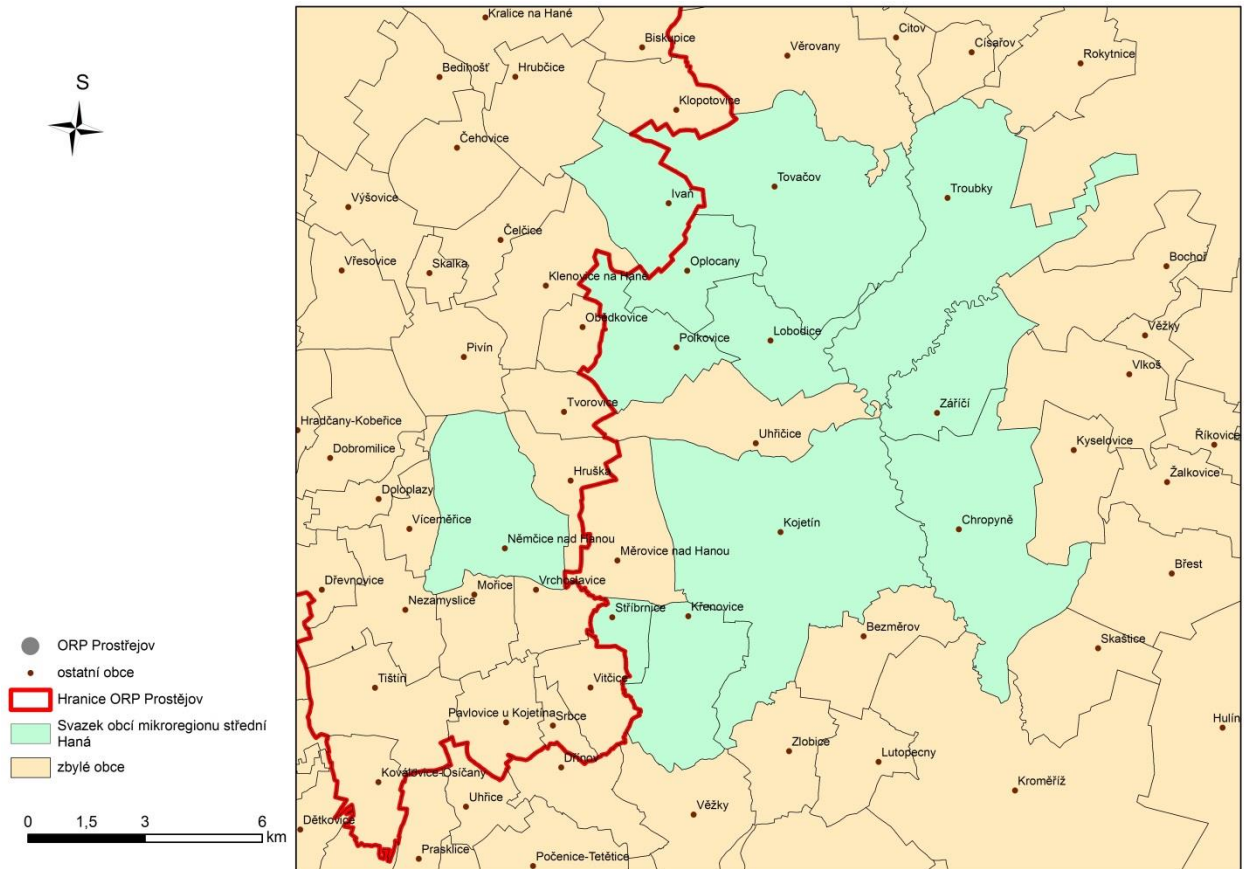 Kralice na Hané
Biskupice
Citov
Věrovany
Císařov
Rokytnice
Bedihošť
Hrubčice
S
Klopotovice
Čehovice
Tovačov
Troubky
Výšovice
Ivaň
Čelčice
Skalka
Vřesovice
Oplocany
Bochoř
Klenovice na Hané
Obědkovice
Věžky
Polkovice
Lobodice
Pivín
Vlkoš
Tvorovice
Záříčí
Hradčany-Kobeřice
Uhřičice
Kyselovice
Říkovice
Dobromilice
Hruška
Žalkovice
Doloplazy
Víceměřice
Kojetín
Chropyně
Němčice nad Hanou
Měrovice nad Hanou
Břest
Dřevnovice
Mořice
Vrchoslavice
Nezamyslice
Stříbrnice
Křenovice
Bezměrov
Skaštice
Tištín
Vitčice
Pavlovice u Kojetína
Srbce
Hulín
Zlobice
Lutopecny
Dřínov
Koválovice-Osíčany
Kroměříž
Uhřice
Věžky
Dětkovice
Prasklice
Počenice-Tetětice
ORP Prostřejov
ostatní obce
Hranice ORP Prostějov
Svazek obcí mikroregionu střední
Haná
zbylé obce
0 1,5 3 6
km